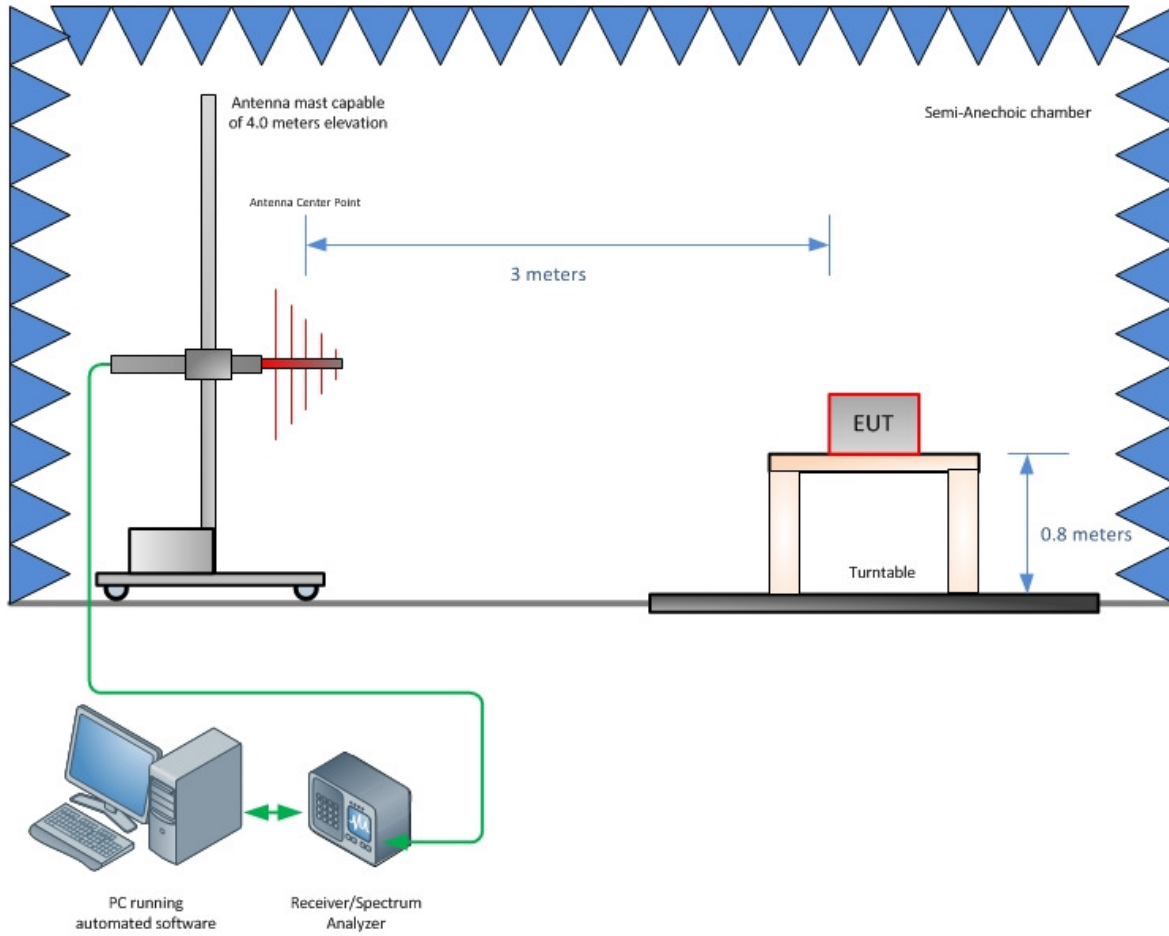 Antenna mast capable
of 4.0 meters elevation
Semi-Anechoic chamber
Antenna Center Point
3 meters
EUT
0.8 meters
Turntable
PC running
automated software
Receiver/Spectrum
Analyzer